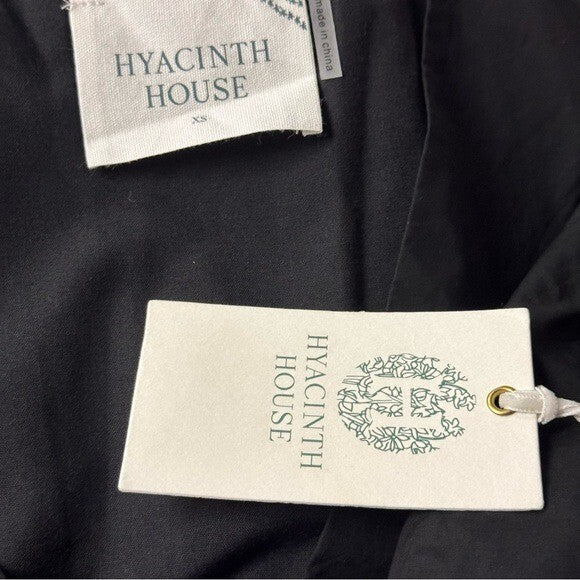 HYACINTH
HOUSE
XS
made in china
HYACINTH
HOUSE